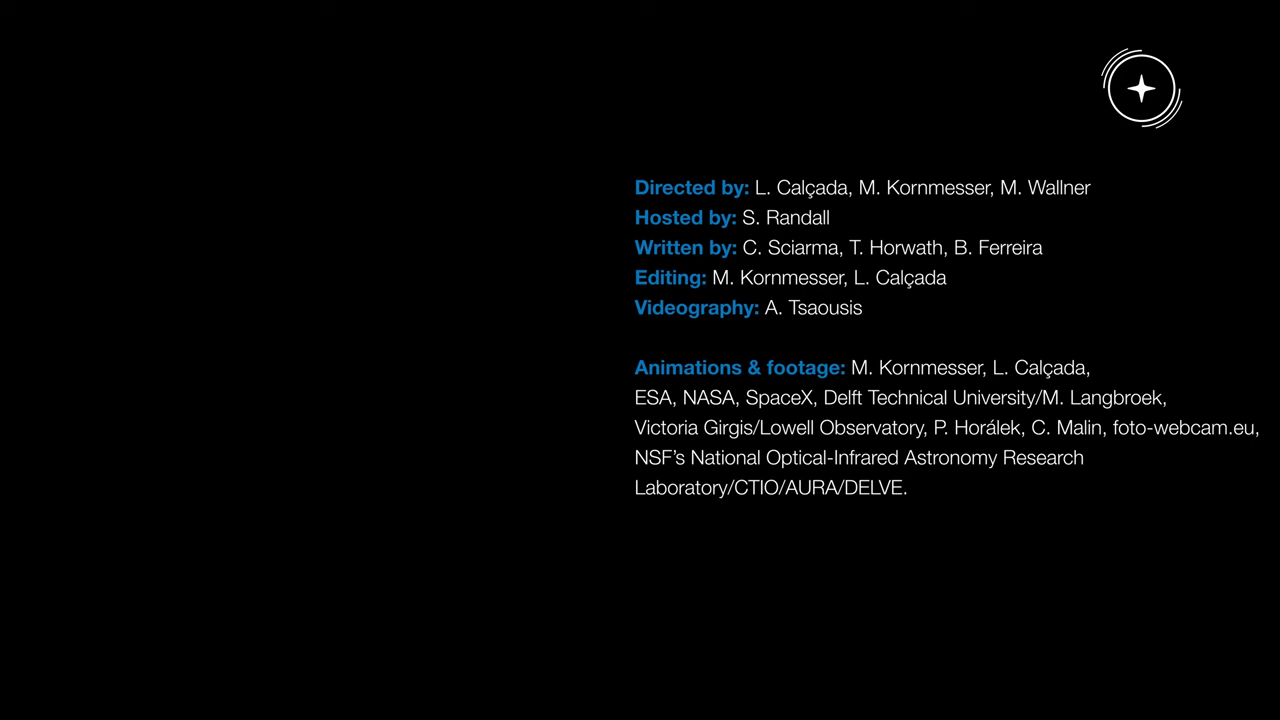 Directed by: L. Calçada, M. Kornmesser, M. Wallner
Hosted by: S. Randall
Written by: C. Sciarma, T. Horwath, B. Ferreira
Editing: M. Kornmesser, L. Calçada
Videography: A. Tsaousis
Animations & footage: M. Kornmesser, L. Calçada,
ESA, NASA, SpaceX, Delft Technical University/M. Langbroek,
Victoria Girgis/Lowell Observatory, P. Horálek, C. Malin, foto-webcam.eu,
NSF’s National Optical-Infrared Astronomy Research
Laboratory/CTIO/AURA/DELVE.